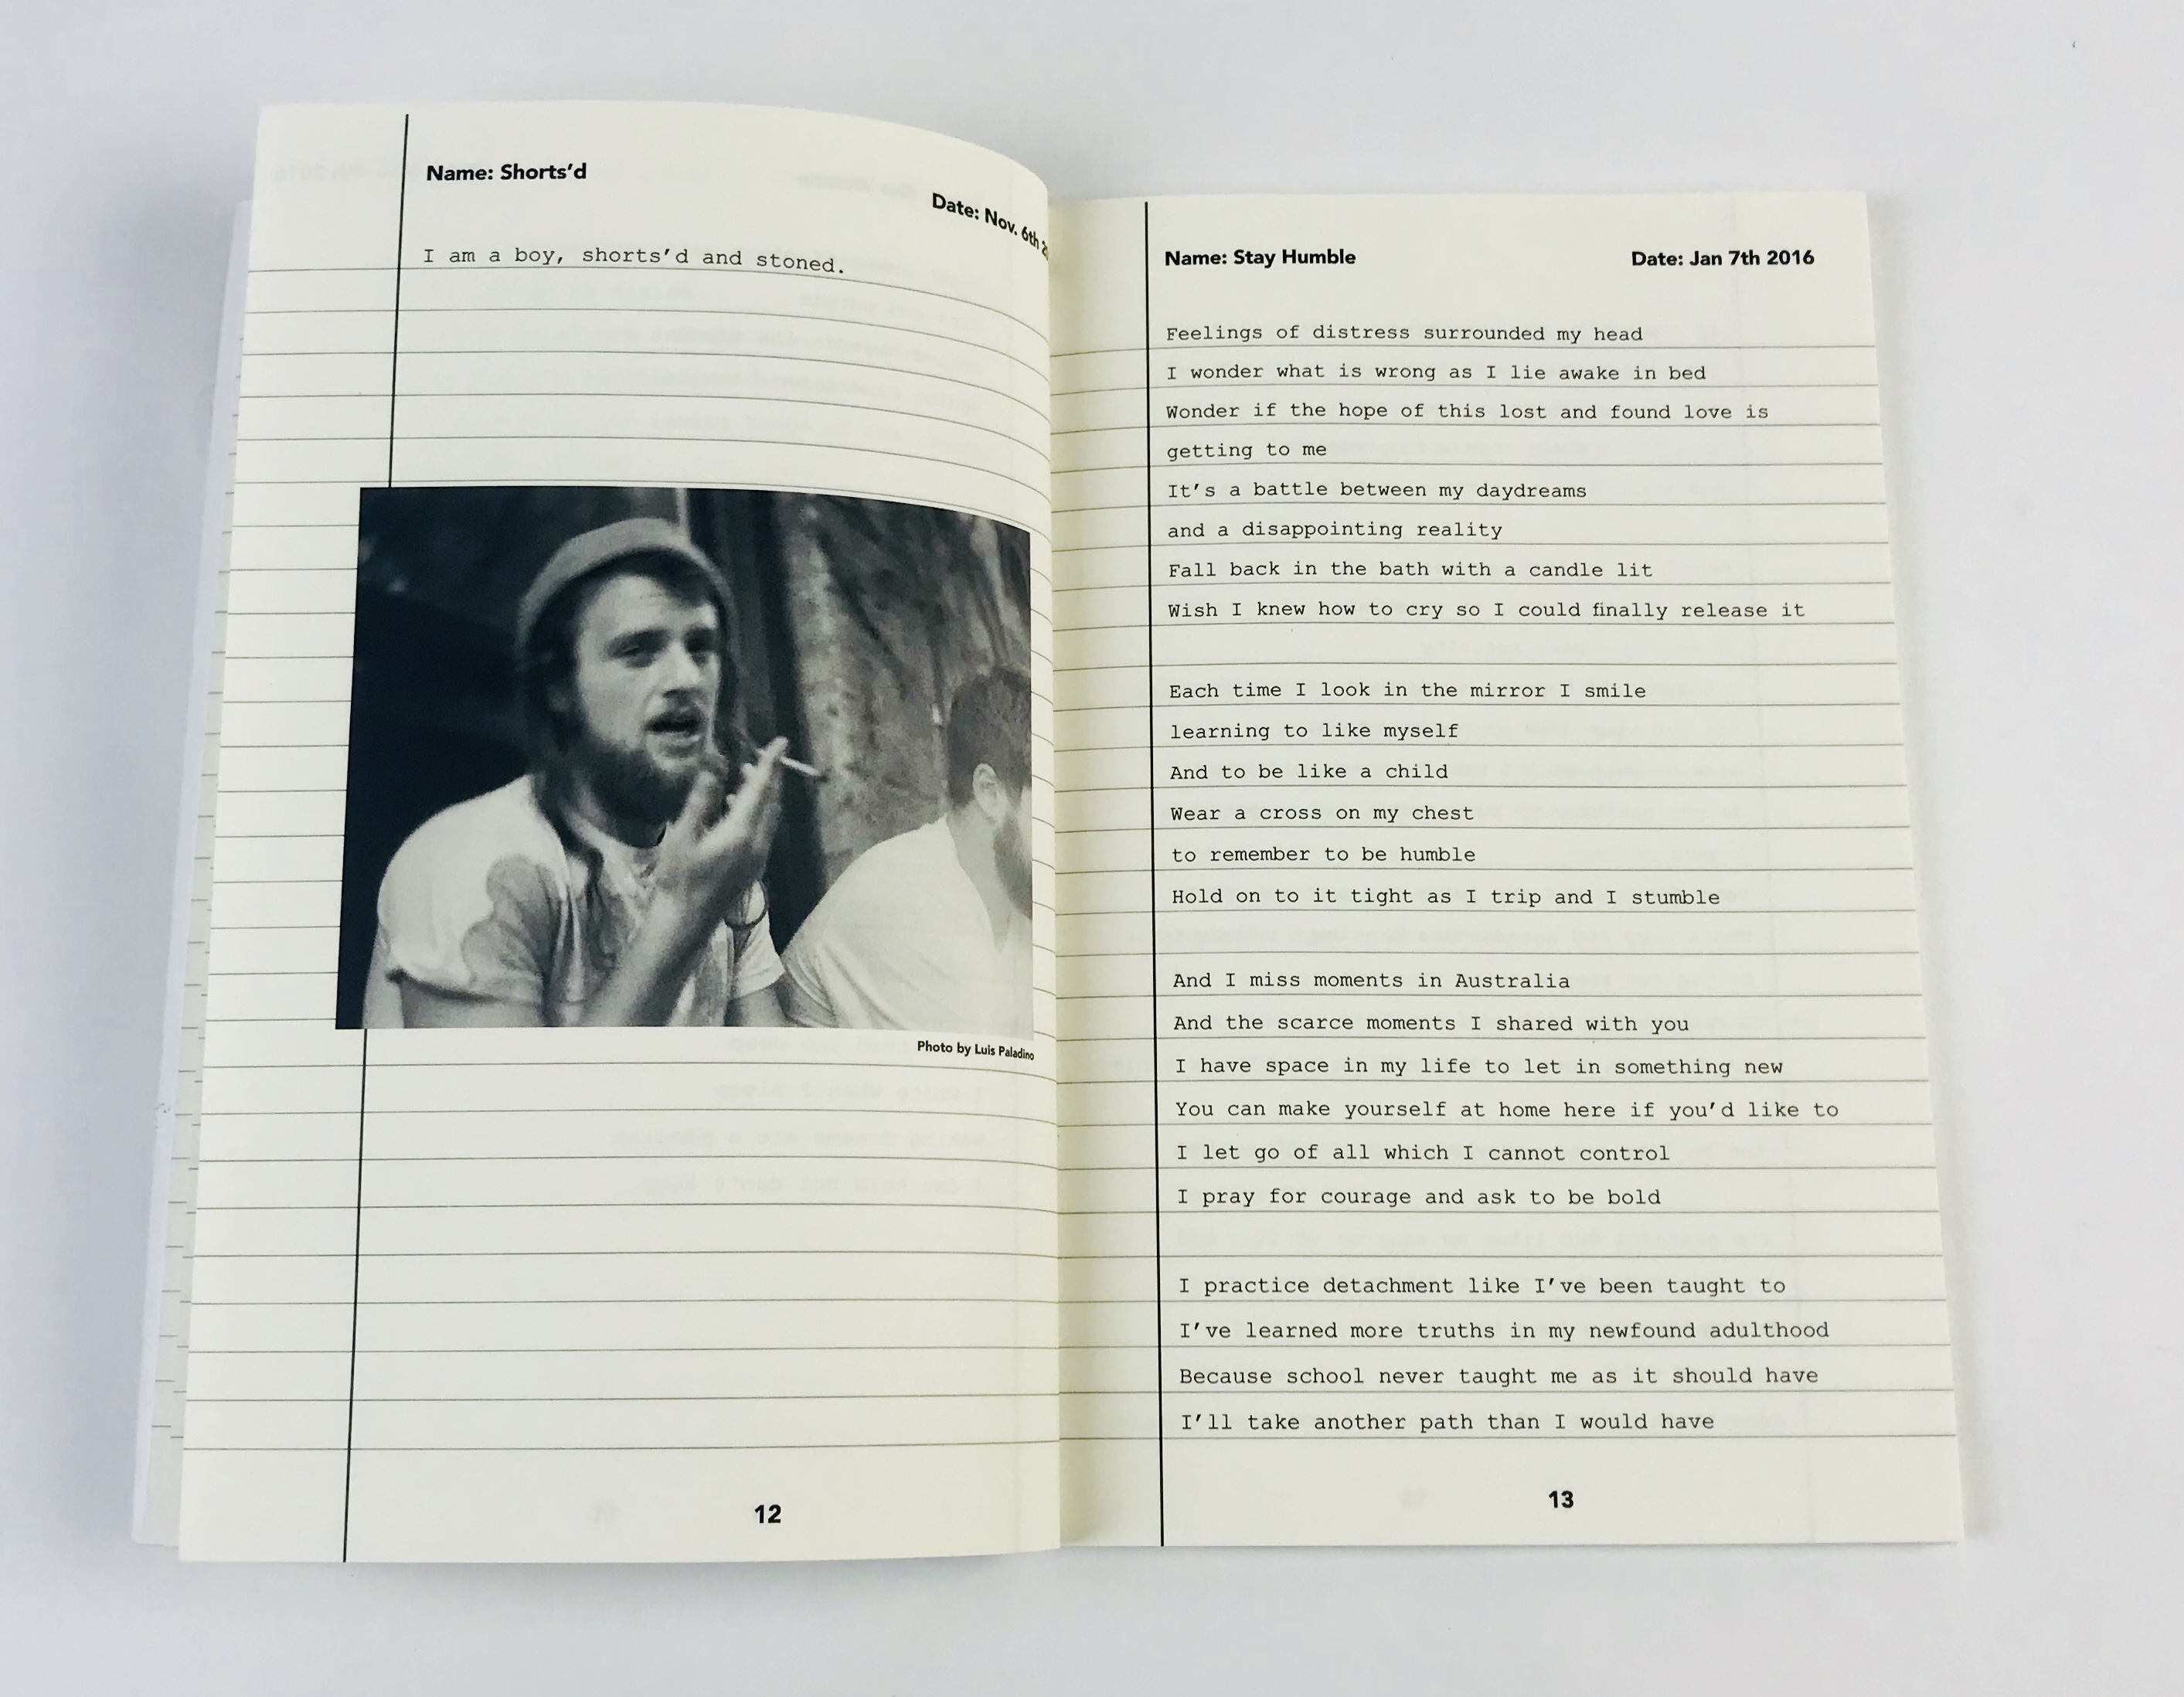 Name: Shorts’d
Date: Nov. 6th
I am a boy, shorts’d and stoned.
Photo by Luis Paladino
12
Name: Stay Humble
Date: Jan 7th 2016
Feelings of distress surrounded my head
I wonder what is wrong as I lie awake in bed
Wonder if the hope of this lost and found love is
getting to me
It’s a battle between my daydreams
and a disappointing reality
Fall back in the bath with a candle lit
Wish I knew how to cry so I could finally release it
Each time I look in the mirror I smile
learning to like myself
And to be like a child
Wear a cross on my chest
to remember to be humble
Hold on to it tight as I trip and I stumble
And I miss moments in Australia
And the scarce moments I shared with you
I have space in my life to let in something new
You can make yourself at home here if you’d like to
I let go of all which I cannot control
I pray for courage and ask to be bold
I practice detachment like I’ve been taught to
I’ve learned more truths in my newfound adulthood
Because school never taught me as it should have
I’ll take another path than I would have
13